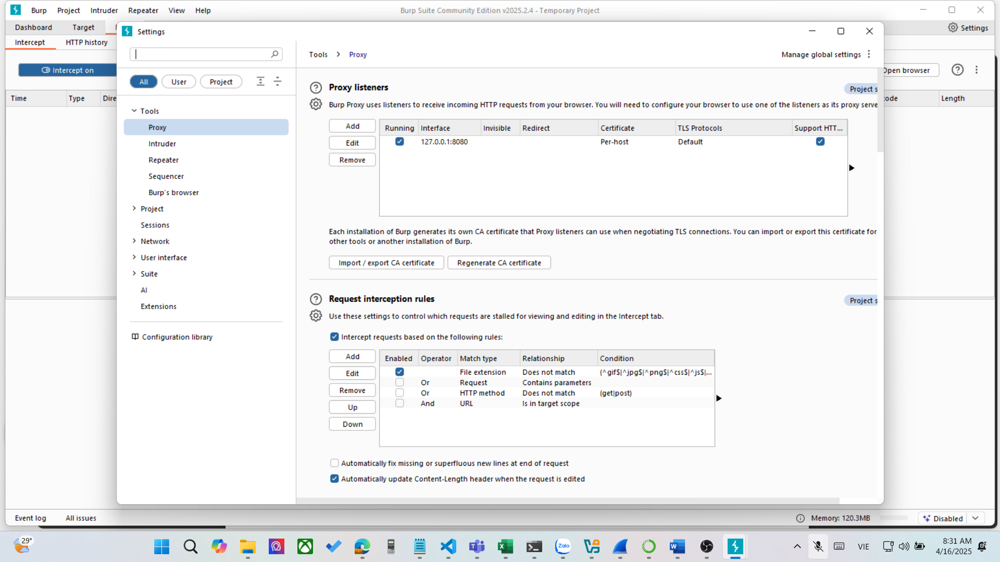 Burp Project Intruder Repeater View Help
Burp Suite Community Edition v2025.2.4 - Temporary Project
Dashboard Target
Settings
Intercept HTTP history
Intercept on
Open browser
Time Type Dire
code Length
Settings
Tools > Proxy
Manage global settings
All User Project
Tools
Proxy
Intruder
Repeater
Sequencer
Burp's browser
Project
Sessions
Network
User interface
Suite
AI
Extensions
Configuration library
Proxy listeners
Project s
Burp Proxy uses listeners to receive incoming HTTP requests from your browser. You will need to configure your browser to use one of the listeners as its proxy serve
Add
Edit
Remove
Running Interface Invisible Redirect Certificate TLS Protocols Support HTT...
127.0.0.1:8080 Per-host Default
Each installation of Burp generates its own CA certificate that Proxy listeners can use when negotiating TLS connections. You can import or export this certificate for
other tools or another installation of Burp.
Import / export CA certificate Regenerate CA certificate
Request interception rules
Project s
Use these settings to control which requests are stalled for viewing and editing in the Intercept tab.
Intercept requests based on the following rules:
Add
Edit
Remove
Up
Down
Enabled Operator Match type Relationship Condition
File extension Does not match (^gif$|^jpg$|^png$|^css$|^js$|...
Or Request Contains parameters
Or HTTP method Does not match (get|post)
And URL Is in target scope
Automatically fix missing or superfluous new lines at end of request
Automatically update Content-Length header when the request is edited
Event log All issues
Memory: 120.3MB
Disabled
29°
Zalo
VIE
8:31 AM
4/16/2025